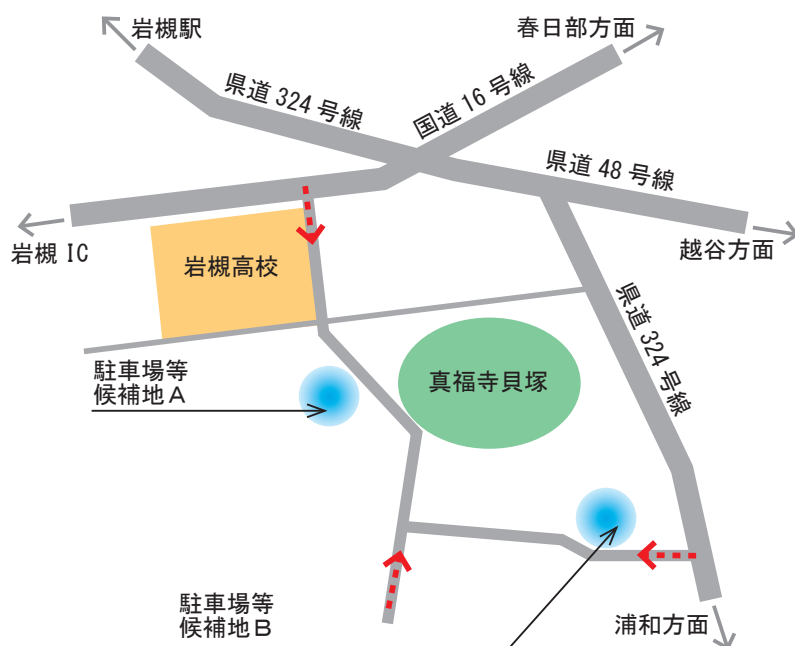 岩槻駅
春日部方面
県道 324 号線
国道 16 号線
県道 48 号線
岩槻 IC
岩槻高校
越谷方面
県道 324 号線
駐車場等
候補地A
真福寺貝塚
駐車場等
候補地B
浦和方面